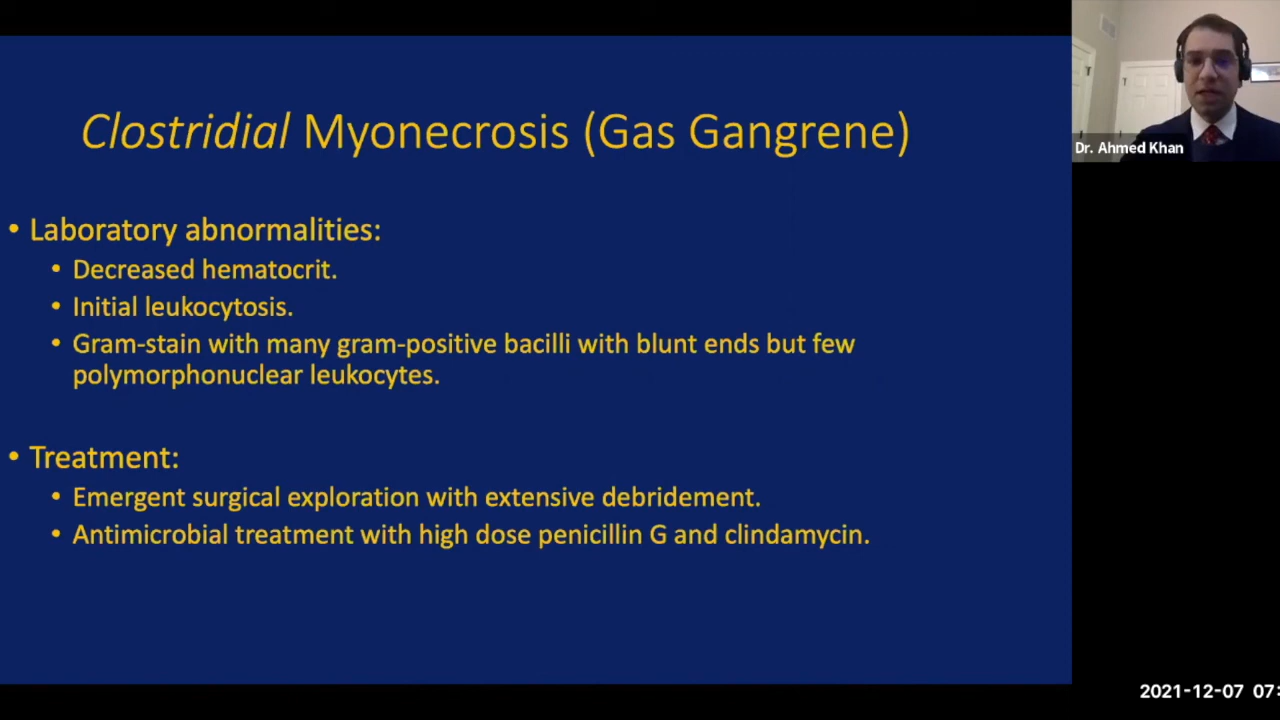 Clostridial Myonecrosis (Gas Gangrene)
• Laboratory abnormalities:
• Decreased hematocrit.
• Initial leukocytosis.
• Gram-stain with many gram-positive bacilli with blunt ends but few
polymorphonuclear leukocytes.
• Treatment:
• Emergent surgical exploration with extensive debridement.
• Antimicrobial treatment with high dose penicillin G and clindamycin.
Dr. Ahmed Khan
2021-12-07 07: